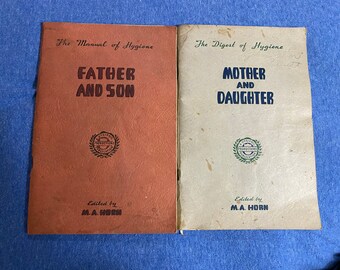 The Manual of Hygiene
FATHER
AND SON
Edited by
M.A. HORN
The Digest of Hygiene
MOTHER
AND
DAUGHTER
Edited by
M.A. HORN